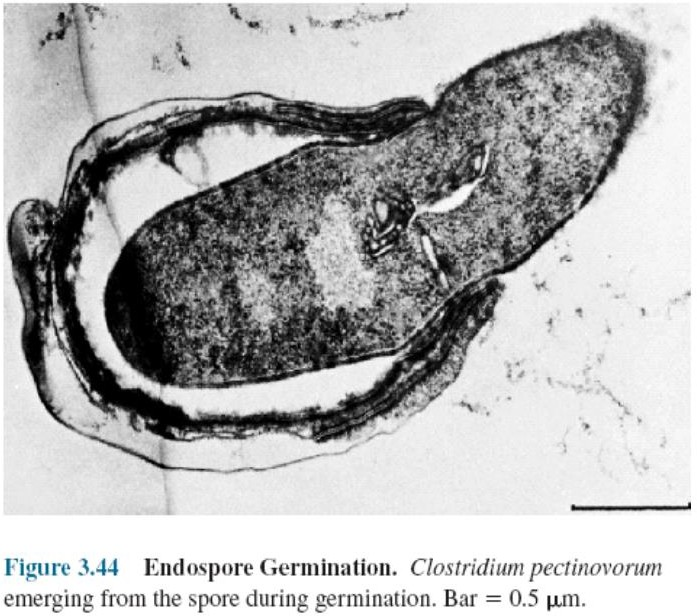 Figure 3.44 Endospore Germination. Clostridium pectinovorum
emerging from the spore during germination. Bar = 0.5 μm.